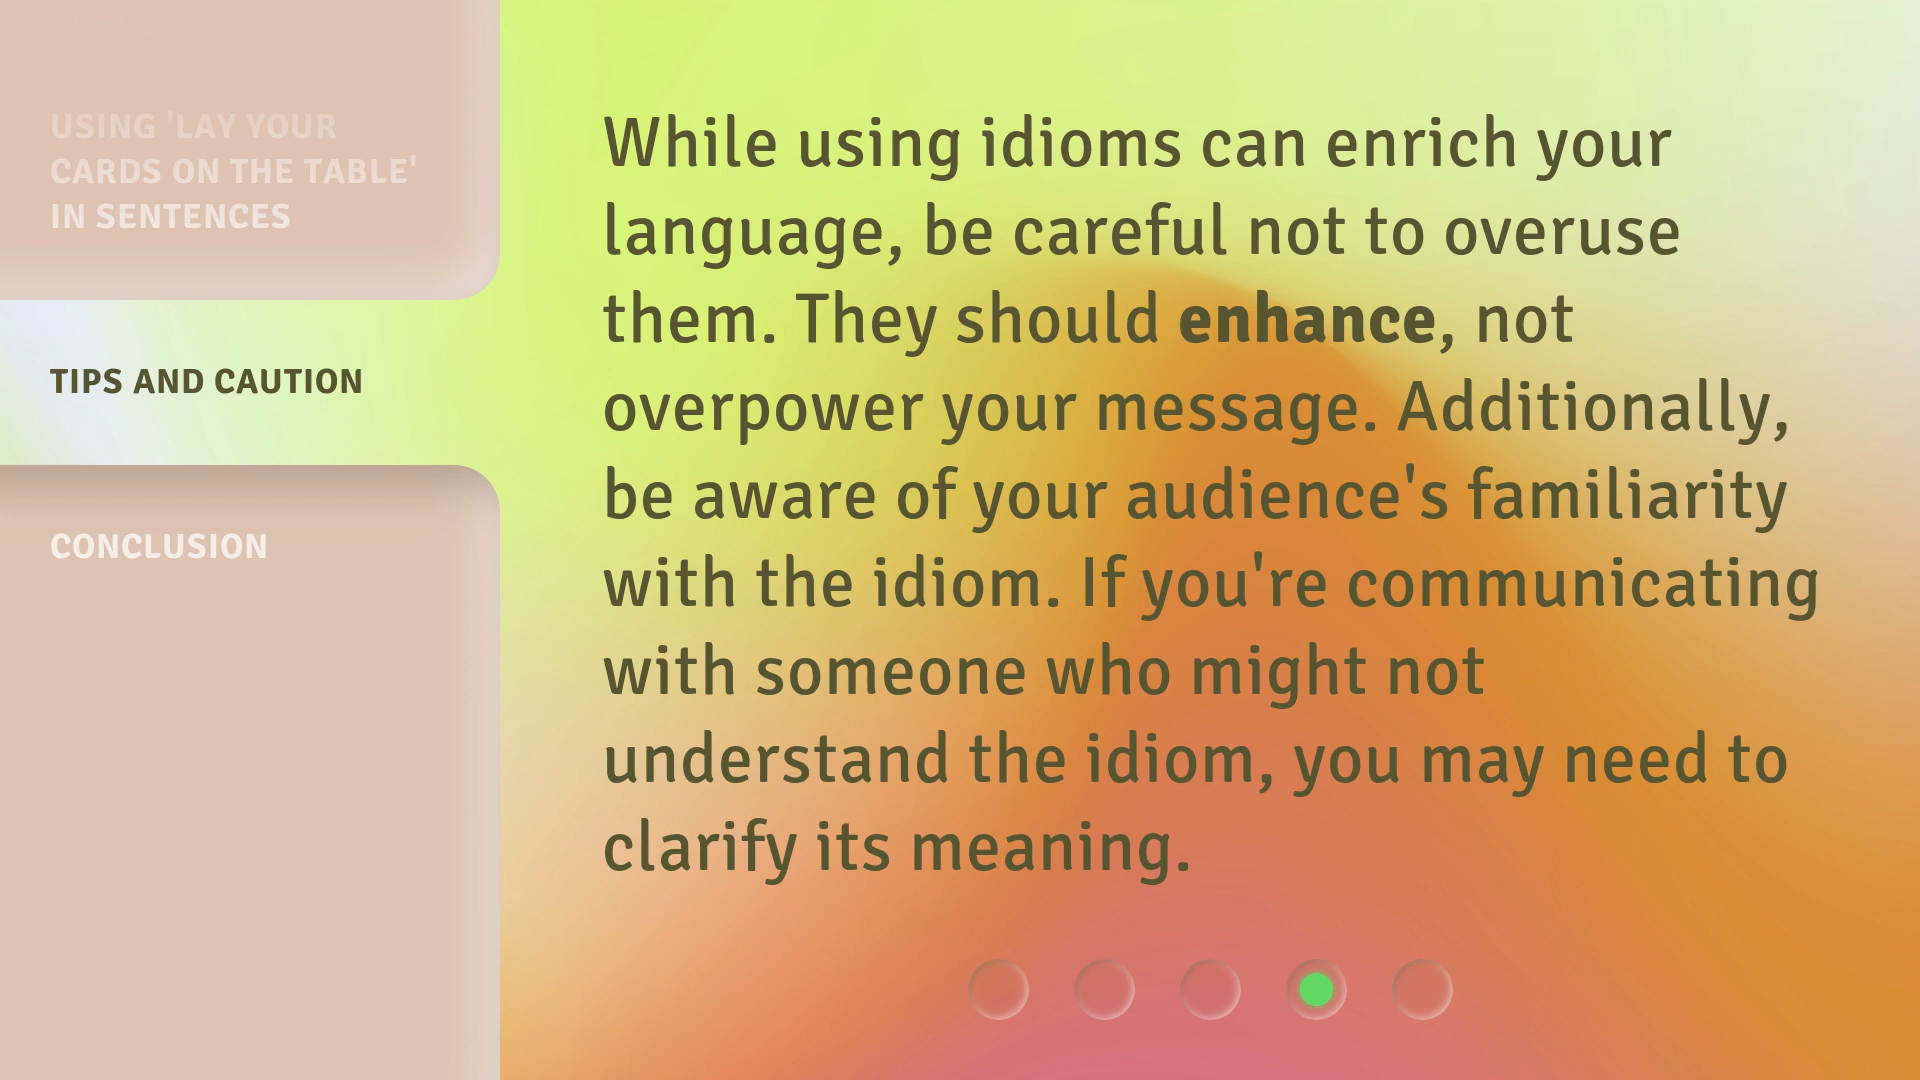 USING 'LAY YOUR
CARDS ON THE TABLE'
IN SENTENCES
TIPS AND CAUTION
CONCLUSION
While using idioms can enrich your
language, be careful not to overuse
them. They should enhance, not
overpower your message. Additionally,
be aware of your audience's familiarity
with the idiom. If you're communicating
with someone who might not
understand the idiom, you may need to
clarify its meaning.